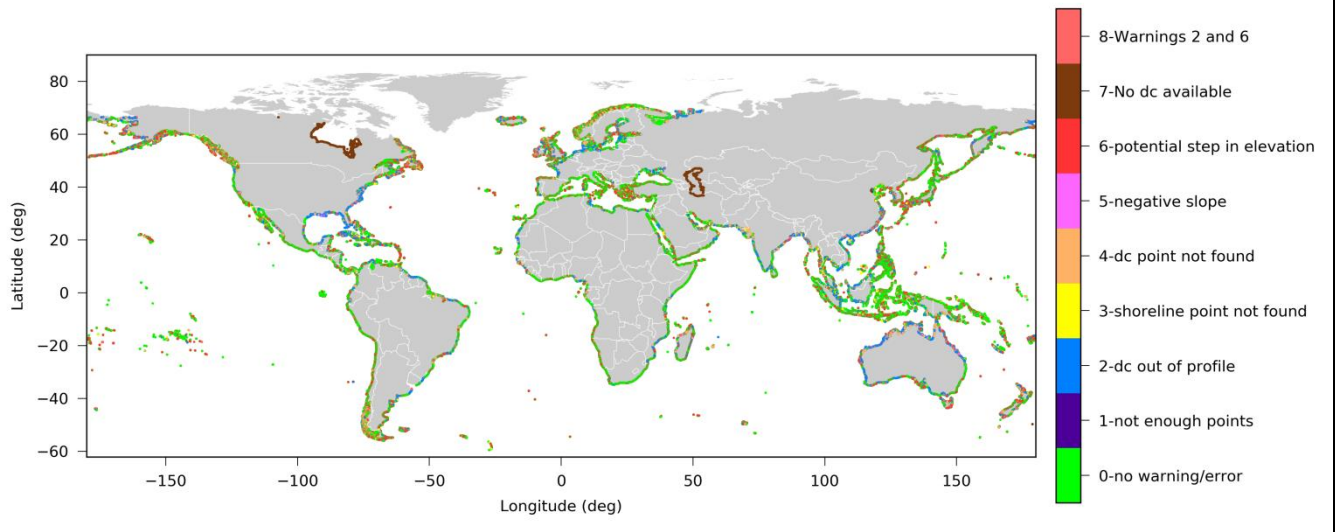 8-Warnings 2 and 6
7-No dc available
6-potential step in elevation
5-negative slope
4-dc point not found
3-shoreline point not found
2-dc out of profile
1-not enough points
0-no warning/error
Latitude (deg)
80
60
40
20
0
−20
−40
−60
−150
−100
−50
0
50
100
150
Longitude (deg)